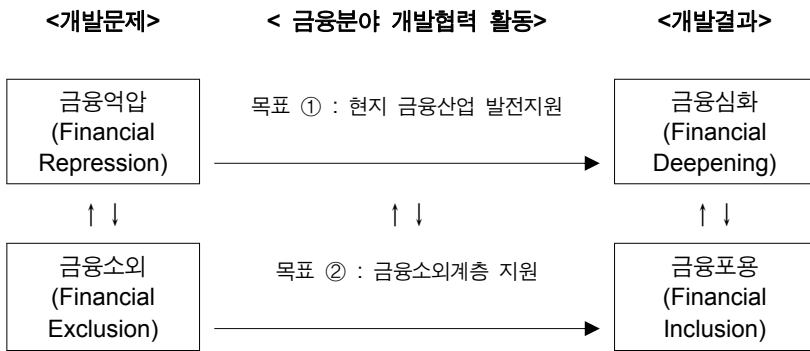 <개발문제>
< 금융분야 개발협력 활동>
<개발결과>
금융억압
(Financial
Repression)
목표 ① : 현지 금융산업 발전지원
금융심화
(Financial
Deepening)
↑ ↓
↑ ↓
↑ ↓
금융소외
(Financial
Exclusion)
목표 ② : 금융소외계층 지원
금융포용
(Financial
Inclusion)